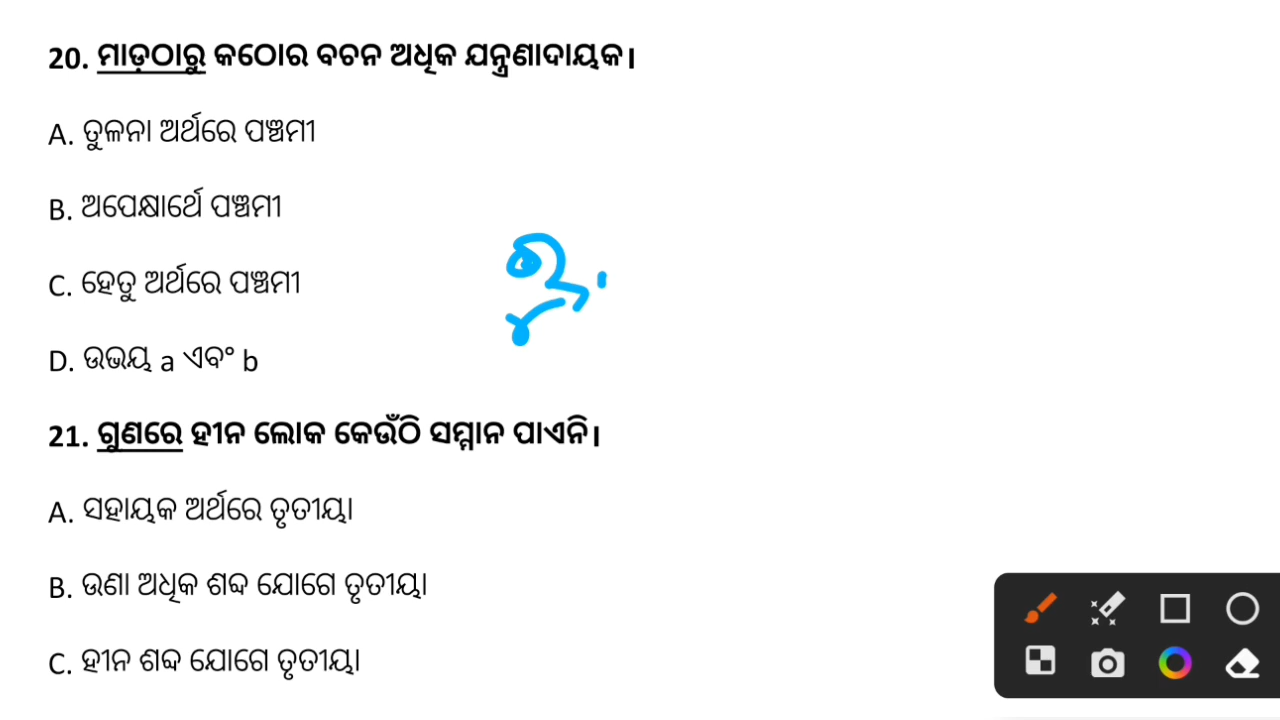 20. ମାଡ଼ଠାରୁ କଠୋର ବଚନ ଅଧିକ ଯନ୍ତ୍ରଣାଦାୟକ।
A. ତୁଳନା ଅର୍ଥରେ ପଞ୍ଚମୀ
B. ଅପେକ୍ଷାର୍ଥେ ପଞ୍ଚମୀ
C. ହେତୁ ଅର୍ଥରେ ପଞ୍ଚମୀ
D. ଉଭୟ a ଏବଂ b
21. ଗୁଣରେ ହୀନ ଲୋକ କେଉଁଠି ସମ୍ମାନ ପାଏନି।
A. ସହାୟକ ଅର୍ଥରେ ତୃତୀୟା
B. ଉଣା ଅଧିକ ଶବ୍ଦ ଯୋଗେ ତୃତୀୟା
C. ହୀନ ଶବ୍ଦ ଯୋଗେ ତୃତୀୟା